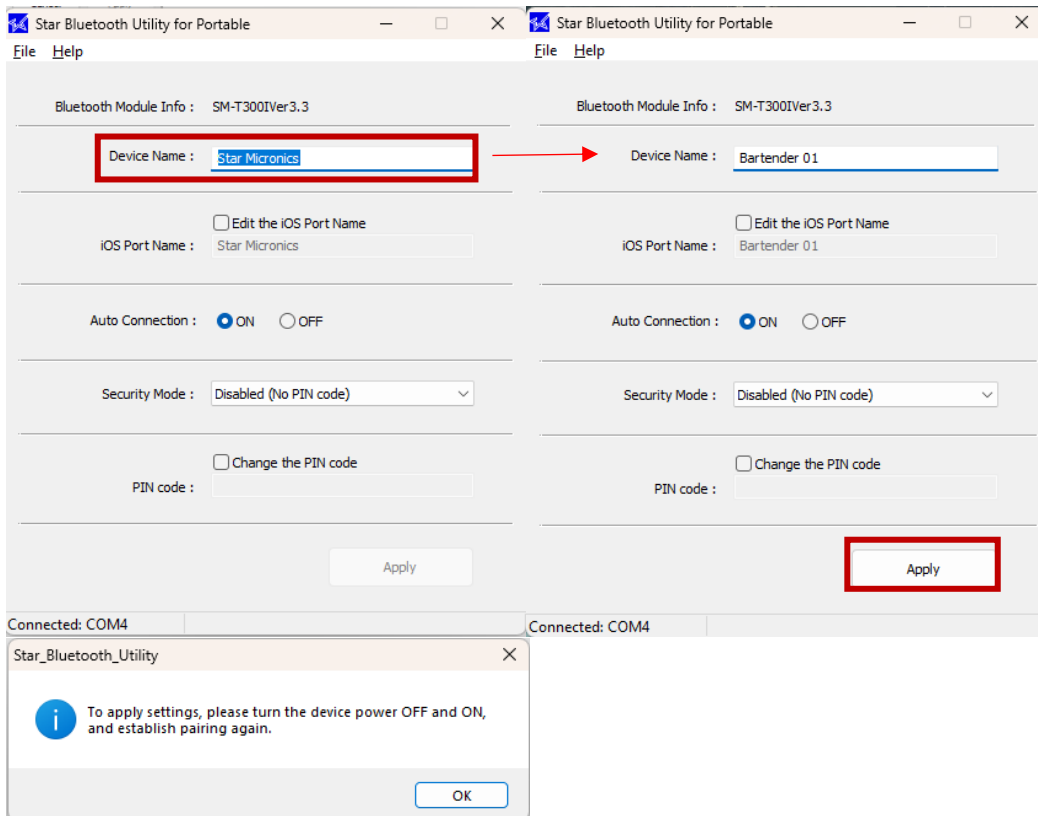 Star Bluetooth Utility for Portable
File Help
Bluetooth Module Info : SM-T300IVer3.3
Device Name : Star Micronics
Edit the iOS Port Name
iOS Port Name : Star Micronics
Auto Connection : ON OFF
Security Mode : Disabled (No PIN code)
Change the PIN code
PIN code :
Apply
Connected: COM4
Star Bluetooth Utility for Portable
File Help
Bluetooth Module Info : SM-T300IVer3.3
Device Name : Bartender 01
Edit the iOS Port Name
iOS Port Name : Bartender 01
Auto Connection : ON OFF
Security Mode : Disabled (No PIN code)
Change the PIN code
PIN code :
Apply
Connected: COM4
Star_Bluetooth_Utility
To apply settings, please turn the device power OFF and ON,
and establish pairing again.
OK